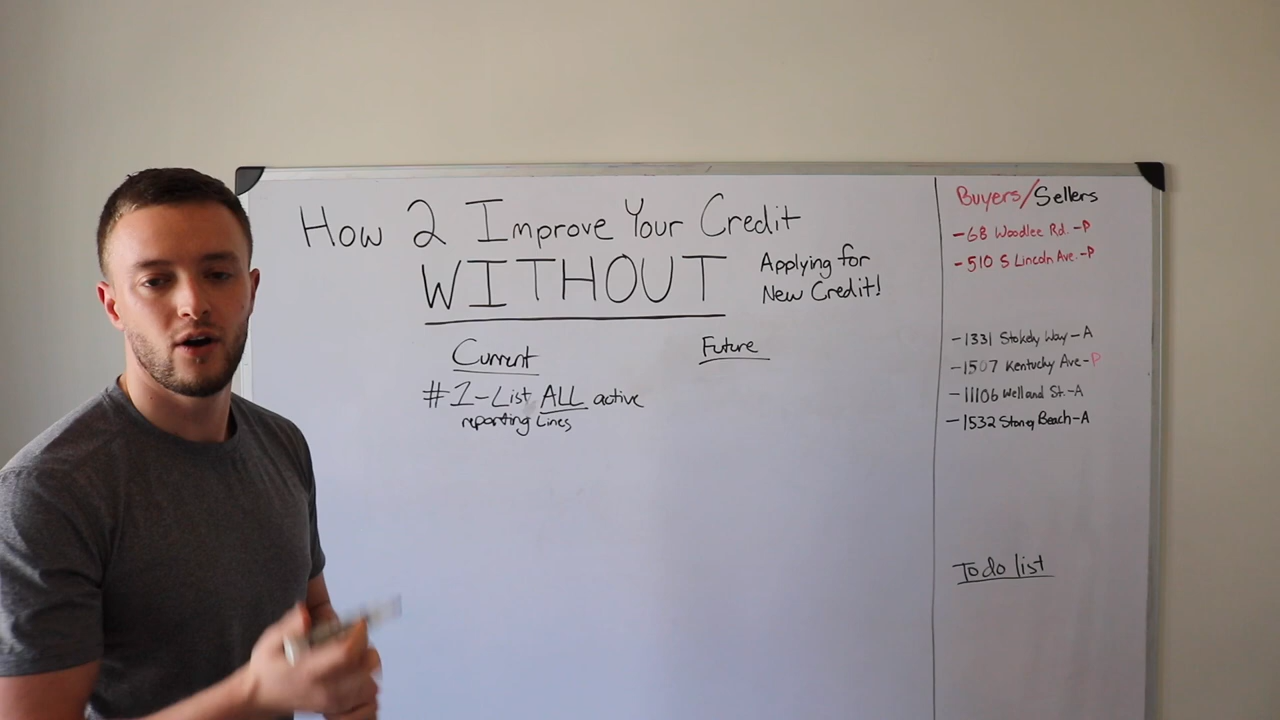 How 2 Improve Your Credit
WITHOUT
Applying for
New Credit!
Current
#1-List ALL active
reporting Lines
Future
Buyers/Sellers
-68 Woodlee Rd. -P
-510 S Lincoln Ave. -P
-1331 Stokely Way-A
-1507 Kentucky Ave-P
-11106 Welland St.-A
-1532 Stoney Beach-A
To do list